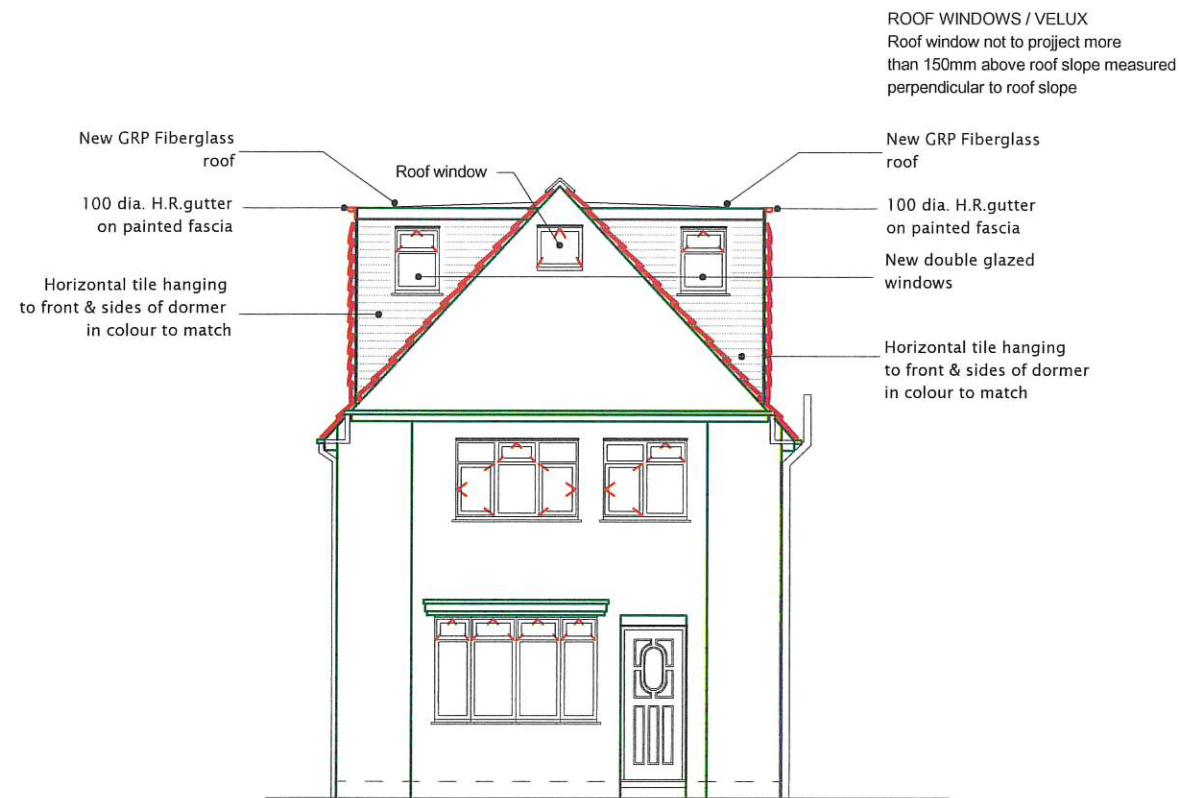 ROOF WINDOWS / VELUX
Roof window not to projject more
than 150mm above roof slope measured
perpendicular to roof slope
New GRP Fiberglass
roof
Roof window
New GRP Fiberglass
roof
100 dia. H.R.gutter
on painted fascia
100 dia. H.R.gutter
on painted fascia
New double glazed
windows
Horizontal tile hanging
to front & sides of dormer
in colour to match
Horizontal tile hanging
to front & sides of dormer
in colour to match